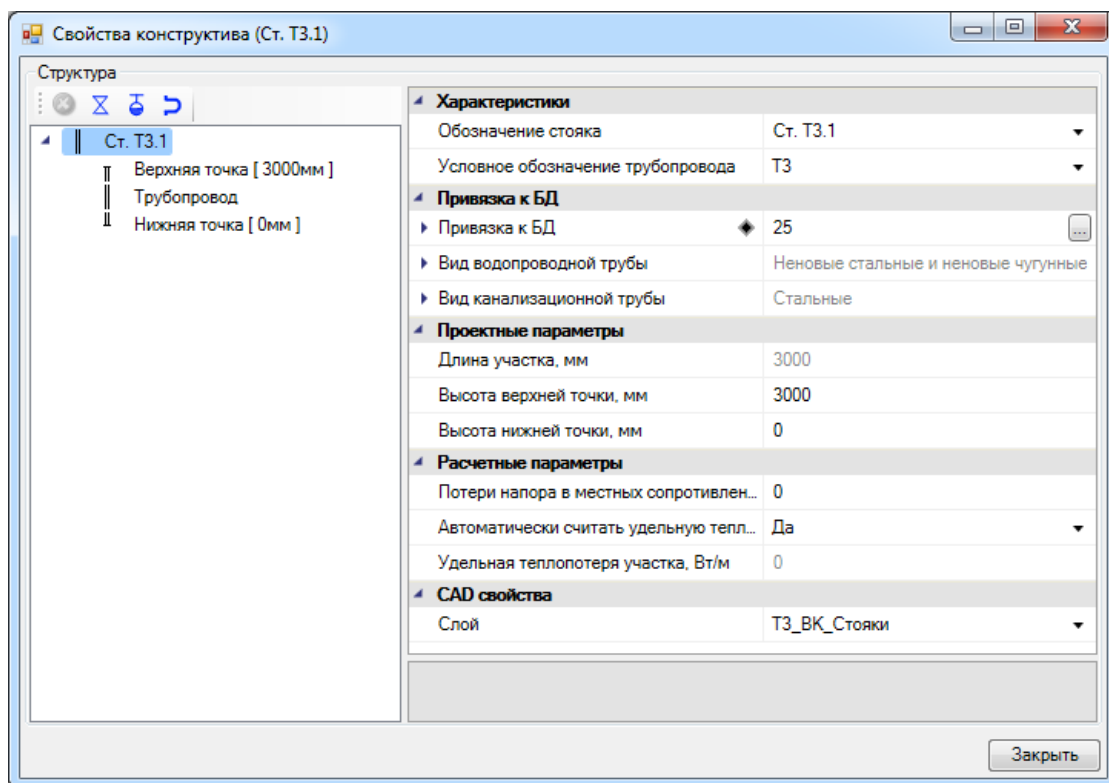 Свойства конструктива (Ст. Т3.1)
Структура
Ст. Т3.1
Верхняя точка [ 3000мм ]
Трубопровод
Нижняя точка [ 0мм ]
Характеристики
Обозначение стояка Ст. Т3.1
Условное обозначение трубопровода Т3
Привязка к БД
Привязка к БД 25 ...
Вид водопроводной трубы Неновые стальные и неновые чугунные
Вид канализационной трубы Стальные
Проектные параметры
Длина участка, мм 3000
Высота верхней точки, мм 3000
Высота нижней точки, мм 0
Расчетные параметры
Потери напора в местных сопротивлен... 0
Автоматически считать удельную тепл... Да
Удельная теплопотеря участка, Вт/м 0
CAD свойства
Слой Т3_ВК_Стояки
Закрыть